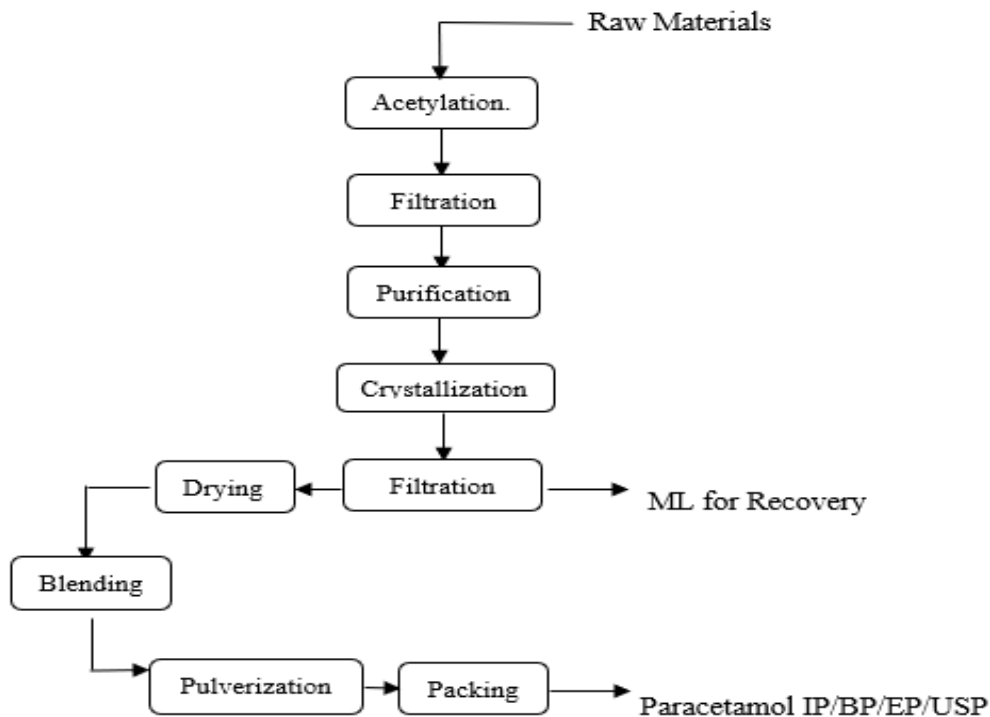 Raw Materials
Acetylation.
Filtration
Purification
Crystallization
Drying
Filtration
ML for Recovery
Blending
Pulverization
Packing
Paracetamol IP/BP/EP/USP